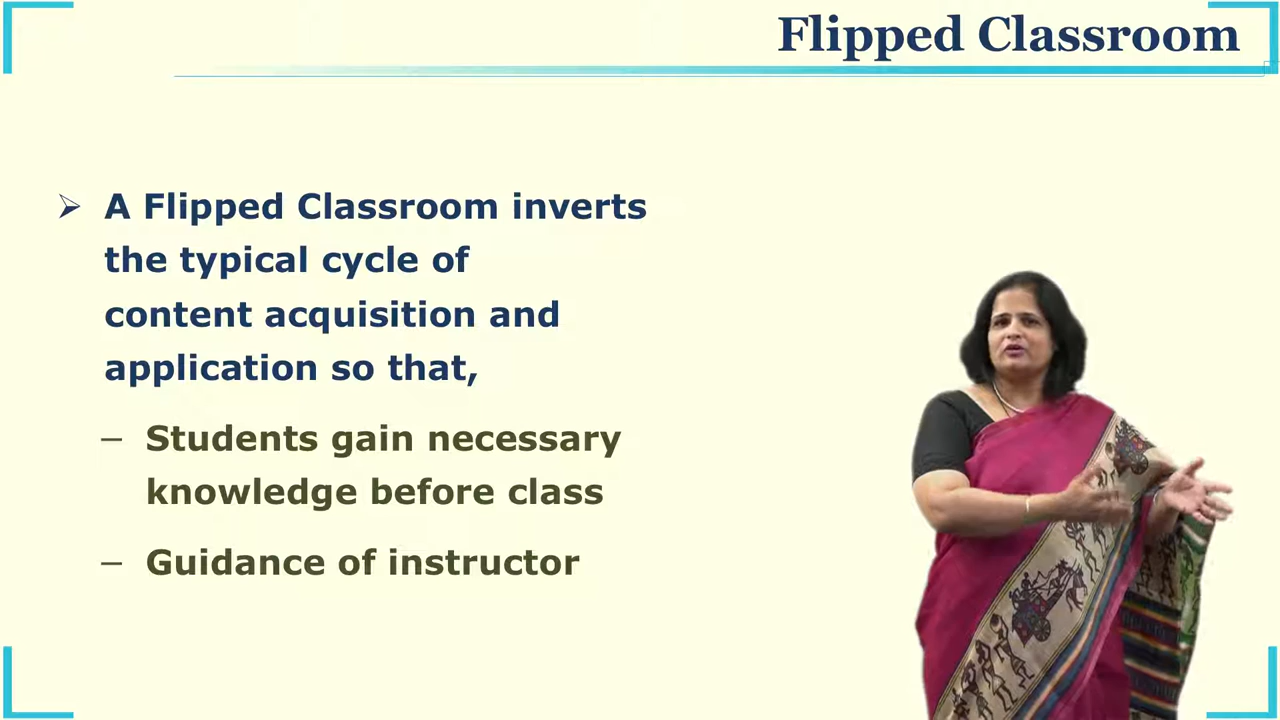 Flipped Classroom
➢ A Flipped Classroom inverts
the typical cycle of
content acquisition and
application so that,
– Students gain necessary
knowledge before class
– Guidance of instructor